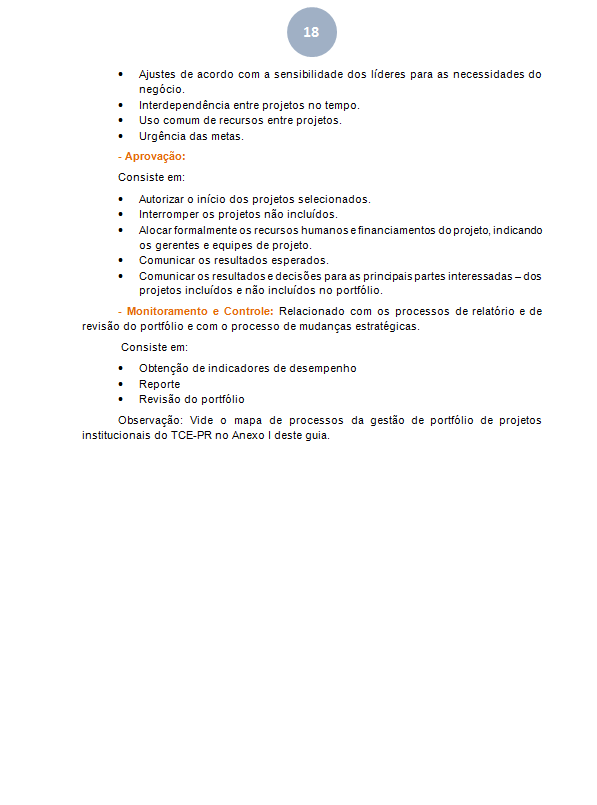 18
• Ajustes de acordo com a sensibilidade dos líderes para as necessidades do
negócio.
• Interdependência entre projetos no tempo.
• Uso comum de recursos entre projetos.
• Urgência das metas.
- Aprovação:
Consiste em:
• Autorizar o início dos projetos selecionados.
• Interromper os projetos não incluídos.
• Alocar formalmente os recursos humanos e financiamentos do projeto, indicando
os gerentes e equipes de projeto.
• Comunicar os resultados esperados.
• Comunicar os resultados e decisões para as principais partes interessadas – dos
projetos incluídos e não incluídos no portfólio.
- Monitoramento e Controle: Relacionado com os processos de relatório e de
revisão do portfólio e com o processo de mudanças estratégicas.
Consiste em:
• Obtenção de indicadores de desempenho
• Reporte
• Revisão do portfólio
Observação: Vide o mapa de processos da gestão de portfólio de projetos
institucionais do TCE-PR no Anexo I deste guia.